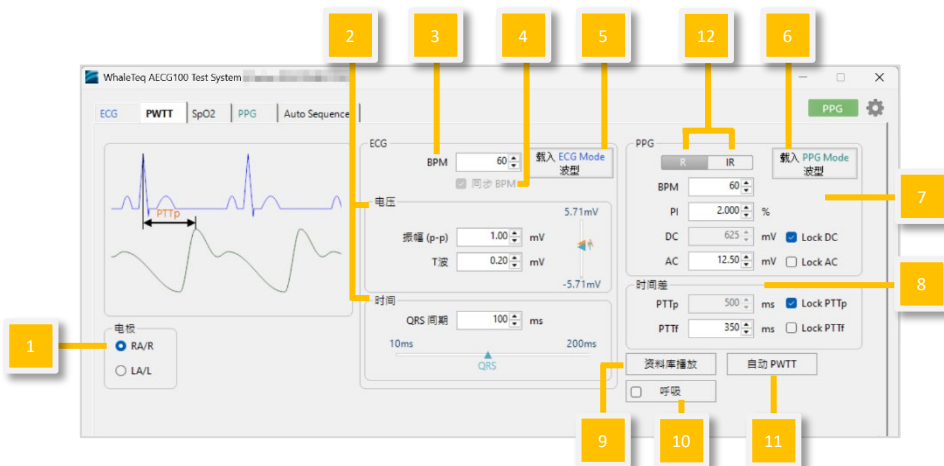 2
3
4
5
12
6
WhaleTeq AECG100 Test System
ECG
PWTT
SpO2
PPG
Auto Sequence
PPG
PTTp
ECG
BPM
60
载入 ECG Mode
波型
同步 BPM
电压
5.71mV
振幅 (p-p)
1.00
mV
T波
0.20
mV
-5.71mV
时间
QRS 间期
100
ms
10ms
200ms
QRS
PPG
R
IR
载入 PPG Mode
波型
BPM
60
PI
2.000
%
DC
625
mV
Lock DC
AC
12.50
mV
Lock AC
7
时间差
8
PTTp
500
ms
Lock PTTp
PTTf
350
ms
Lock PTTf
1
电极
RA/R
LA/L
资料库播放
自动 PWTT
呼吸
9
10
11